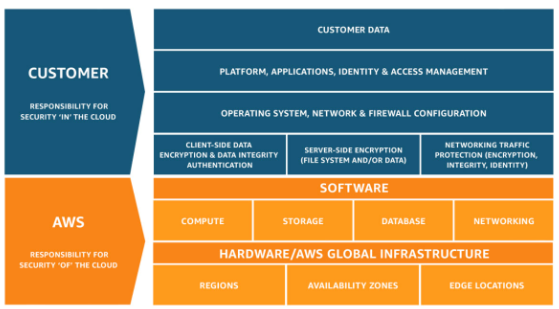 CUSTOMER
RESPONSIBILITY FOR
SECURITY ‘IN’ THE CLOUD
CUSTOMER DATA
PLATFORM, APPLICATIONS, IDENTITY & ACCESS MANAGEMENT
OPERATING SYSTEM, NETWORK & FIREWALL CONFIGURATION
CLIENT-SIDE DATA
ENCRYPTION & DATA INTEGRITY
AUTHENTICATION
SERVER-SIDE ENCRYPTION
(FILE SYSTEM AND/OR DATA)
NETWORKING TRAFFIC
PROTECTION (ENCRYPTION,
INTEGRITY, IDENTITY)
AWS
RESPONSIBILITY FOR
SECURITY ‘OF’ THE CLOUD
SOFTWARE
COMPUTE
STORAGE
DATABASE
NETWORKING
HARDWARE/AWS GLOBAL INFRASTRUCTURE
REGIONS
AVAILABILITY ZONES
EDGE LOCATIONS